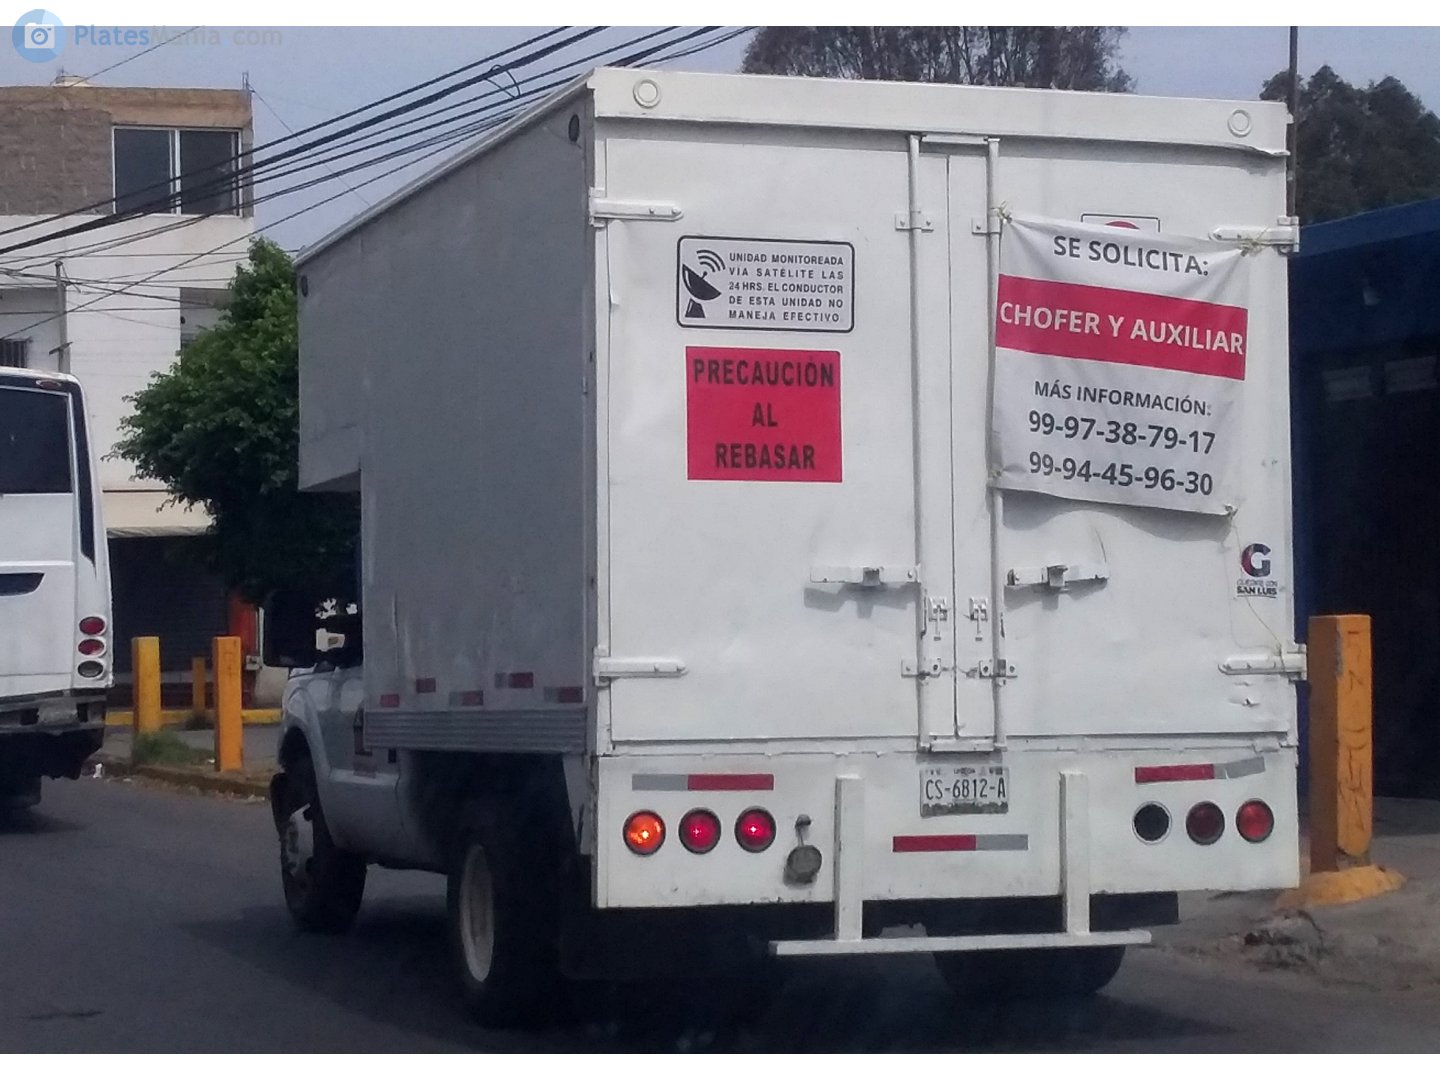 PlatesMania.com
UNIDAD MONITOREADA
VÍA SATÉLITE LAS
24 HRS. EL CONDUCTOR
DE ESTA UNIDAD NO
MANEJA EFECTIVO
PRECAUCIÓN
AL
REBASAR
SE SOLICITA:
CHOFER Y AUXILIAR
MÁS INFORMACIÓN:
99-97-38-79-17
99-94-45-96-30
G
SAN LUIS
CS-6812-A